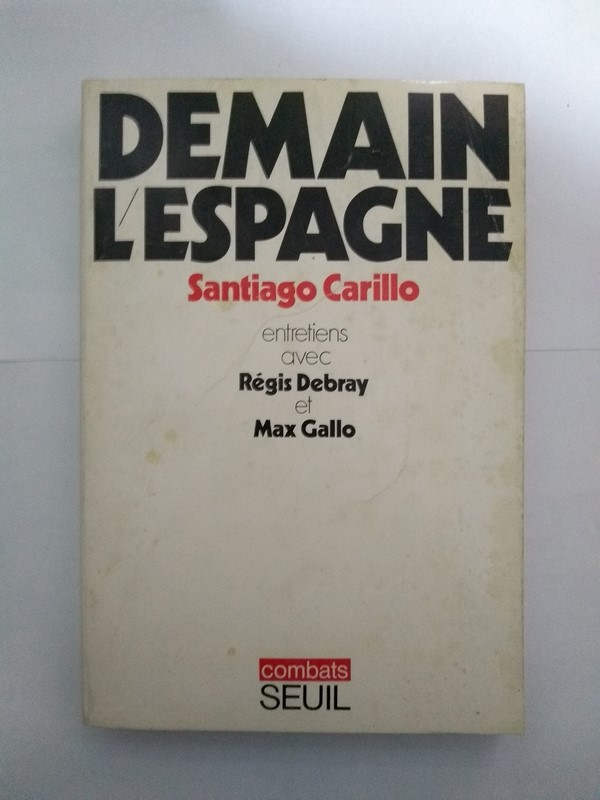 DEMAIN
L'ESPAGNE
Santiago Carillo
entretiens
avec
Régis Debray
et
Max Gallo
combats
SEUIL